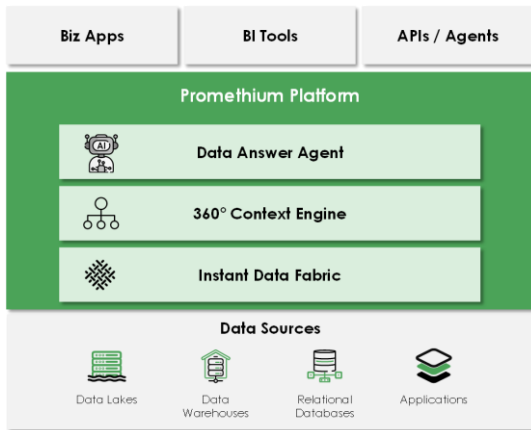 Biz Apps
BI Tools
APIs / Agents
Promethium Platform
AI
Data Answer Agent
360° Context Engine
Instant Data Fabric
Data Sources
Data Lakes
Data
Warehouses
Relational
Databases
Applications